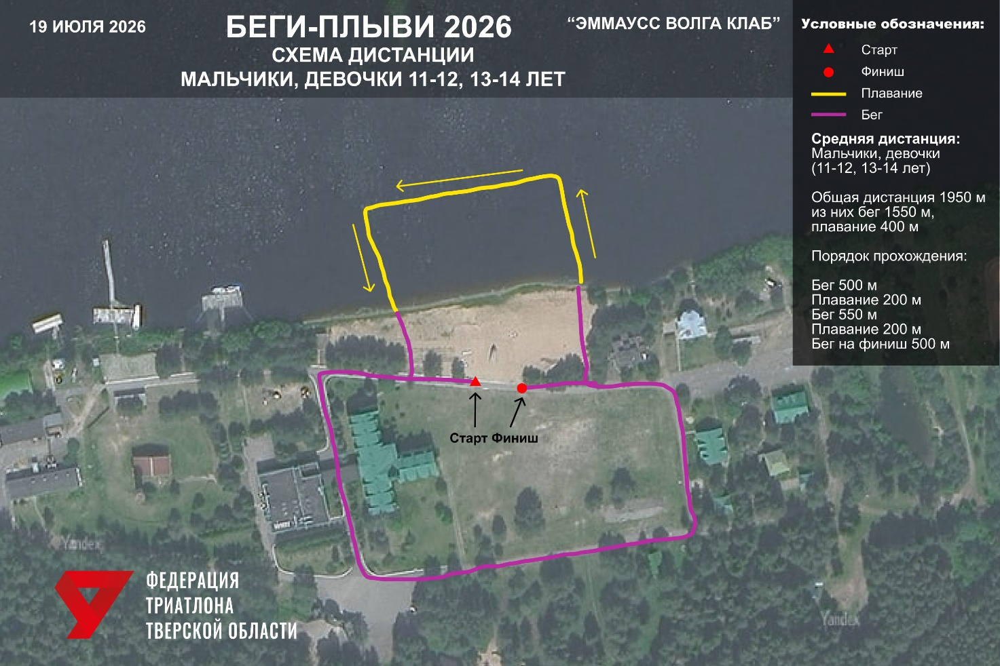 19 ИЮЛЯ 2026
БЕГИ-ПЛЫВИ 2026
СХЕМА ДИСТАНЦИИ
МАЛЬЧИКИ, ДЕВОЧКИ 11-12, 13-14 ЛЕТ
“ЭММАУСС ВОЛГА КЛАБ”
Условные обозначения:
Старт
Финиш
Плавание
Бег
Средняя дистанция:
Мальчики, девочки
(11-12, 13-14 лет)
Общая дистанция 1950 м
из них бег 1550 м,
плавание 400 м
Порядок прохождения:
Бег 500 м
Плавание 200 м
Бег 550 м
Плавание 200 м
Бег на финиш 500 м
Старт Финиш
Yandex
ФЕДЕРАЦИЯ
ТРИАТЛОНА
ТВЕРСКОЙ ОБЛАСТИ
Yandex